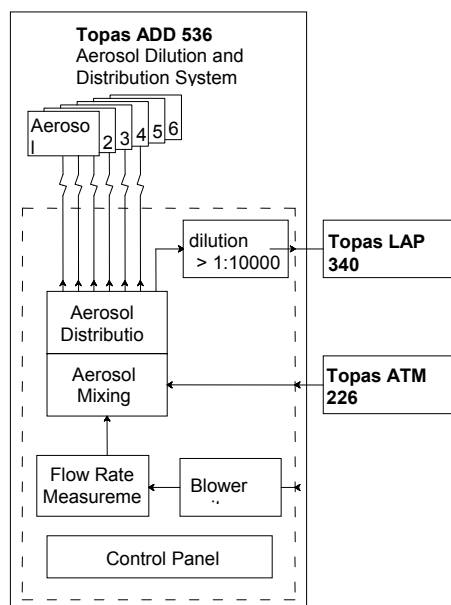 Topas ADD 536
Aerosol Dilution and
Distribution System
Aeroso
l
2
3
4
5
6
dilution
> 1:10000
Topas LAP
340
Aerosol
Distributio
Aerosol
Mixing
Topas ATM
226
Flow Rate
Measureme
Blower
Control Panel